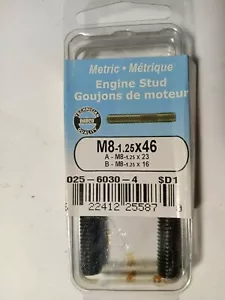 Metric • Métrique
Engine Stud
Goujons de moteur
M8-1.25X46
A - M8-1.25 x 23
B - M8-1.25 x 16
025-6030-4 SD1
6 22412 25587